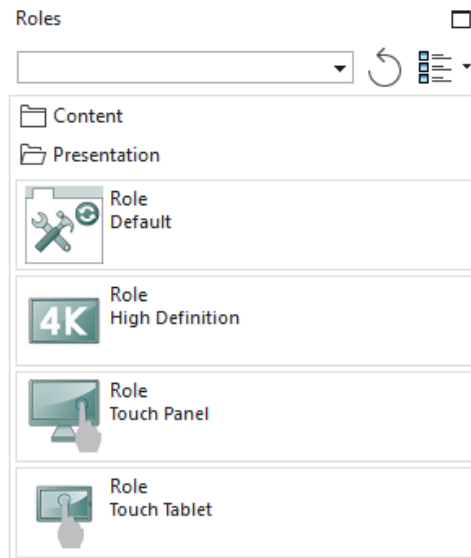 Roles
Content
Presentation
Role
Default
4K
Role
High Definition
Role
Touch Panel
Role
Touch Tablet